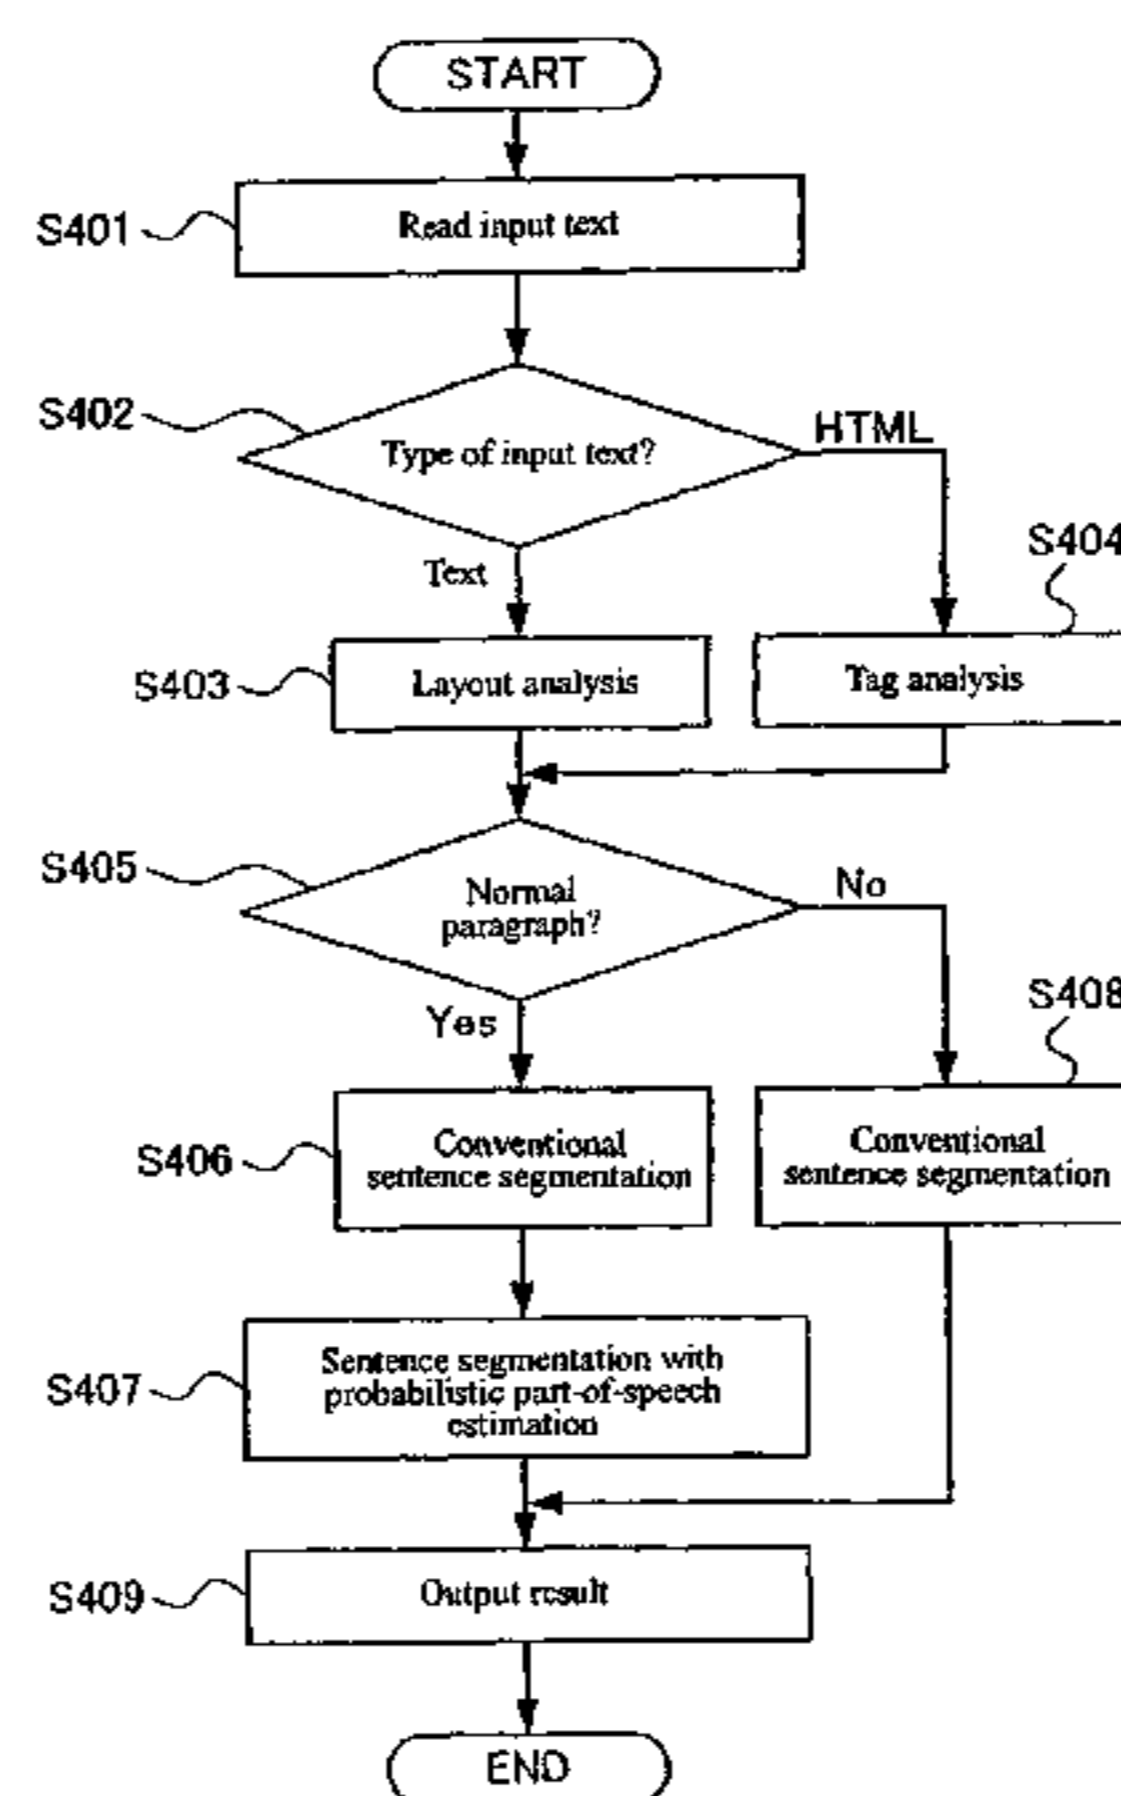 START
S401
Read input text
S402
Type of input text?
HTML
Text
S404
S403
Layout analysis
Tag analysis
S405
Normal
paragraph?
No
Yes
S408
S406
Conventional
sentence segmentation
Conventional
sentence segmentation
S407
Sentence segmentation with
probabilistic part-of-speech
estimation
S409
Output result
END